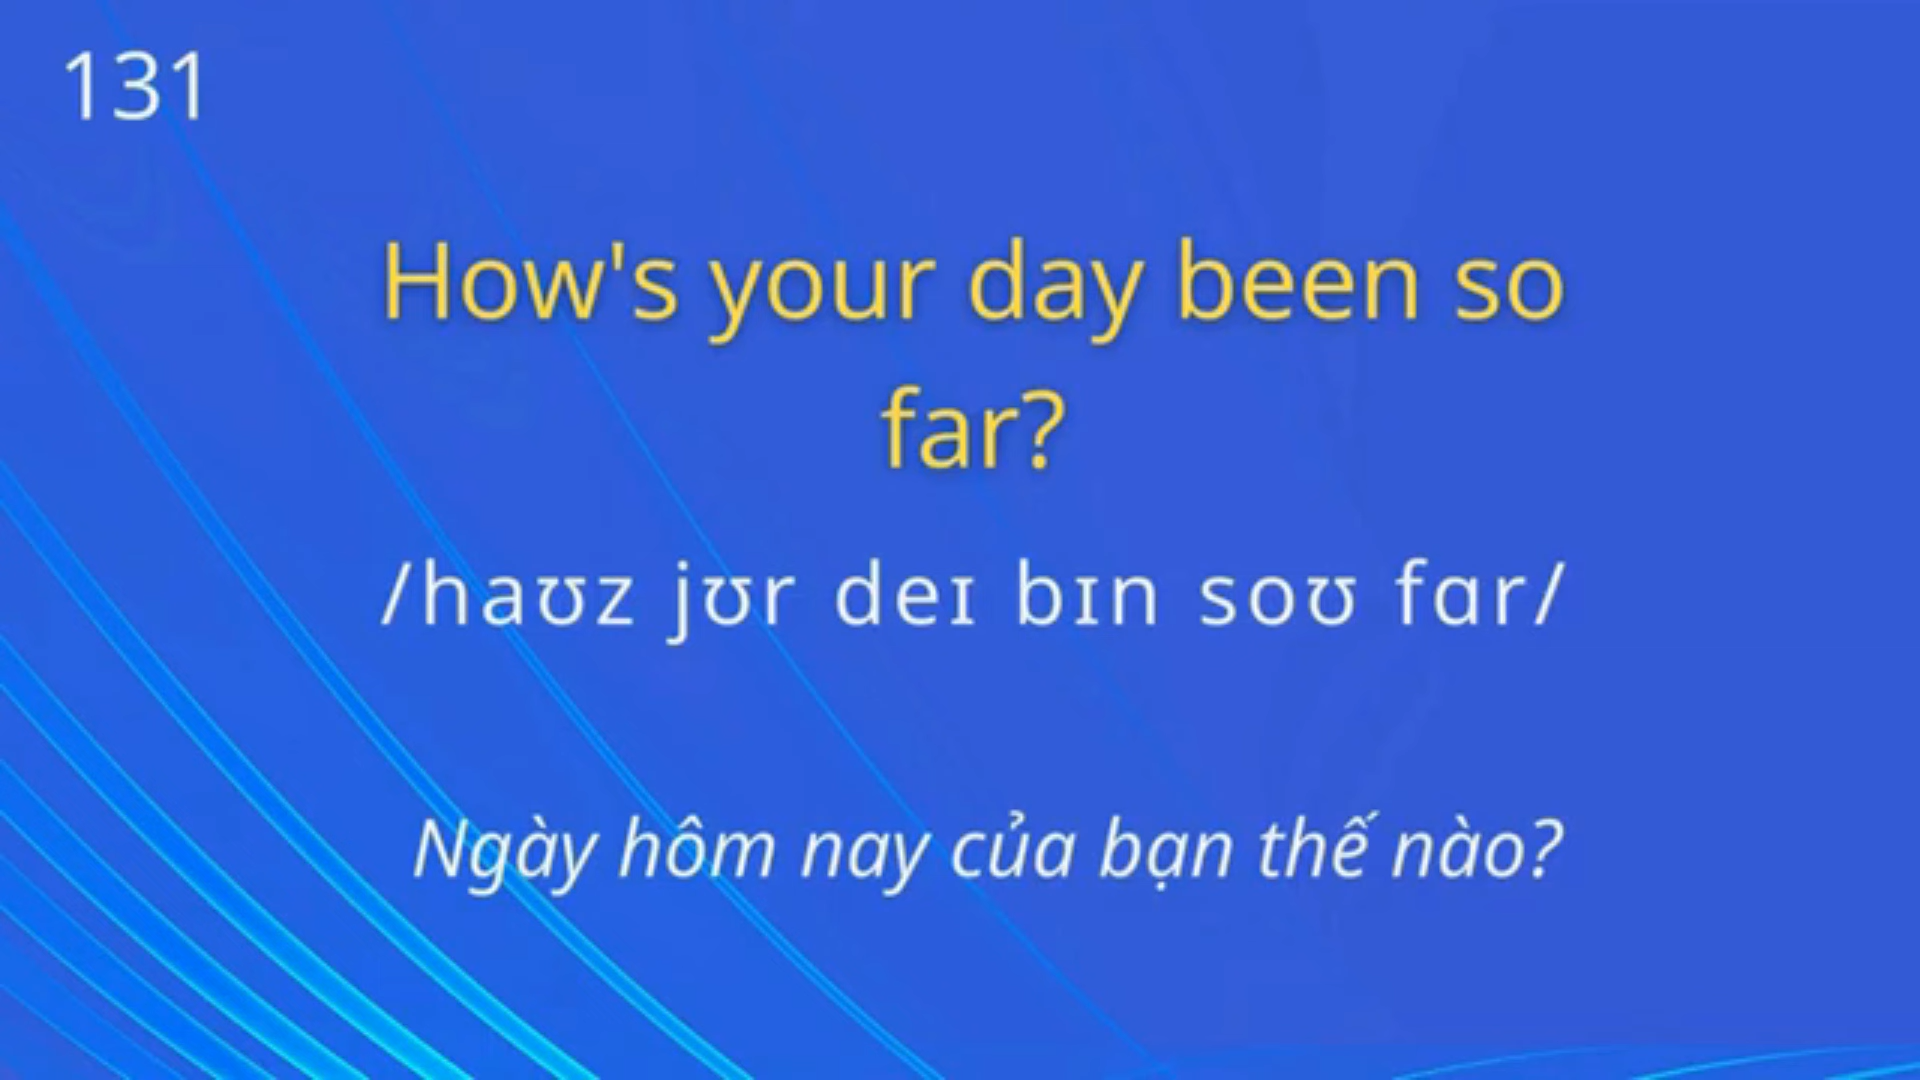 131
How's your day been so
far?
/haʊz jʊr deɪ bɪn soʊ fɑr/
Ngày hôm nay của bạn thế nào?